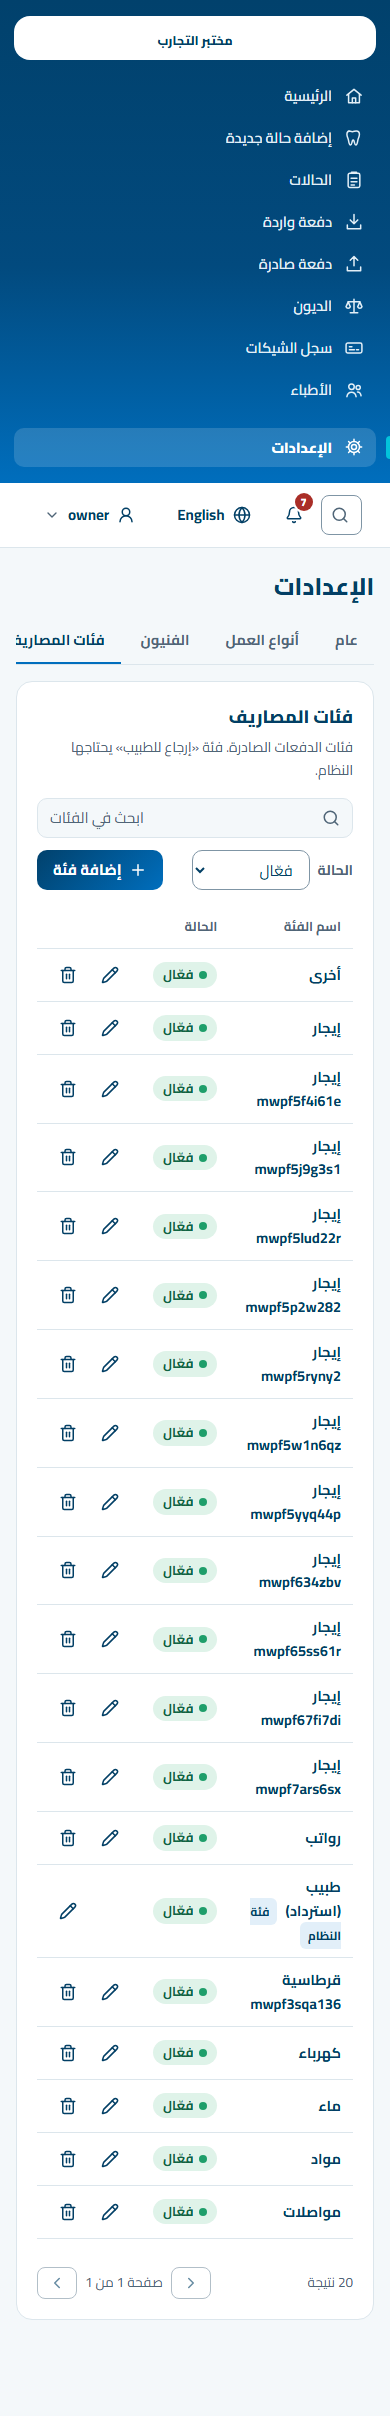 مختبر التجارب
الرئيسية
إضافة حالة جديدة
الحالات
دفعة واردة
دفعة صادرة
الديون
سجل الشيكات
الأطباء
الإعدادات
7
English
owner
الإعدادات
عام
أنواع العمل
الفنيون
فئات المصاريف
فئات المصاريف
فئات الدفعات الصادرة. فئة «إرجاع للطبيب» يحتاجها
النظام.
ابحث في الفئات
الحالة
فعّال
إضافة فئة
اسم الفئة
الحالة
أخرى
فعّال
إيجار
فعّال
إيجار
mwpf5f4i61e
فعّال
إيجار
mwpf5j9g3s1
فعّال
إيجار
mwpf5lud22r
فعّال
إيجار
mwpf5p2w282
فعّال
إيجار
mwpf5ryny2
فعّال
إيجار
mwpf5w1n6qz
فعّال
إيجار
mwpf5yyq44p
فعّال
إيجار
mwpf634zbv
فعّال
إيجار
mwpf65ss61r
فعّال
إيجار
mwpf67fi7di
فعّال
إيجار
mwpf7ars6sx
فعّال
رواتب
فعّال
طبيب
(استرداد) فئة
النظام
فعّال
قرطاسية
mwpf3sqa136
فعّال
كهرباء
فعّال
ماء
فعّال
مواد
فعّال
مواصلات
فعّال
20 نتيجة
صفحة 1 من 1